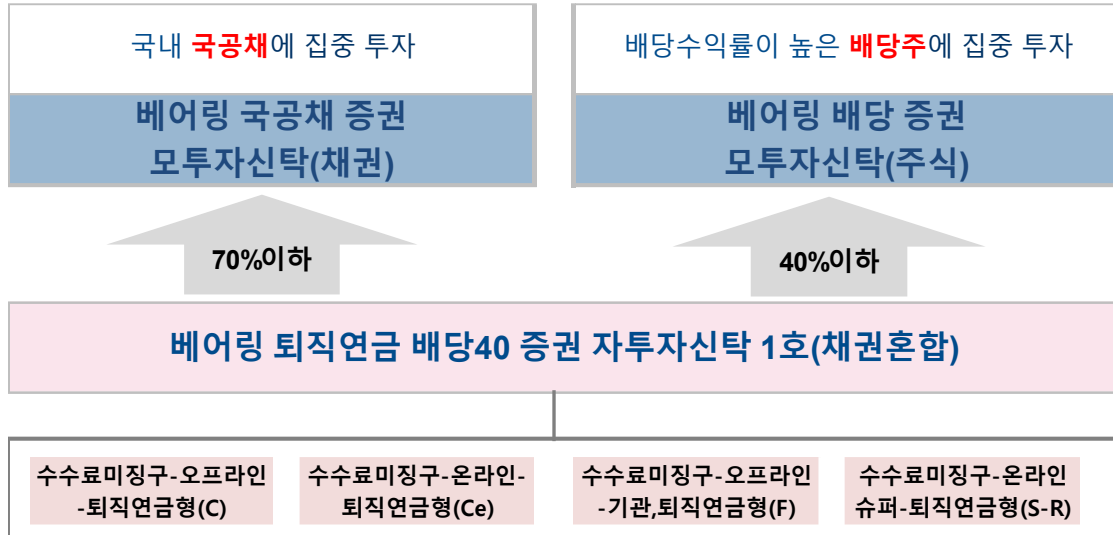 국내 국공채에 집중 투자
배당수익률이 높은 배당주에 집중 투자
베어링 국공채 증권
모투자신탁(채권)
베어링 배당 증권
모투자신탁(주식)
70%이하
40%이하
베어링 퇴직연금 배당40 증권 자투자신탁 1호(채권혼합)
수수료미징구-오프라인
-퇴직연금형(C)
수수료미징구-온라인-
퇴직연금형(Ce)
수수료미징구-오프라인
-기관,퇴직연금형(F)
수수료미징구-온라인
슈퍼-퇴직연금형(S-R)